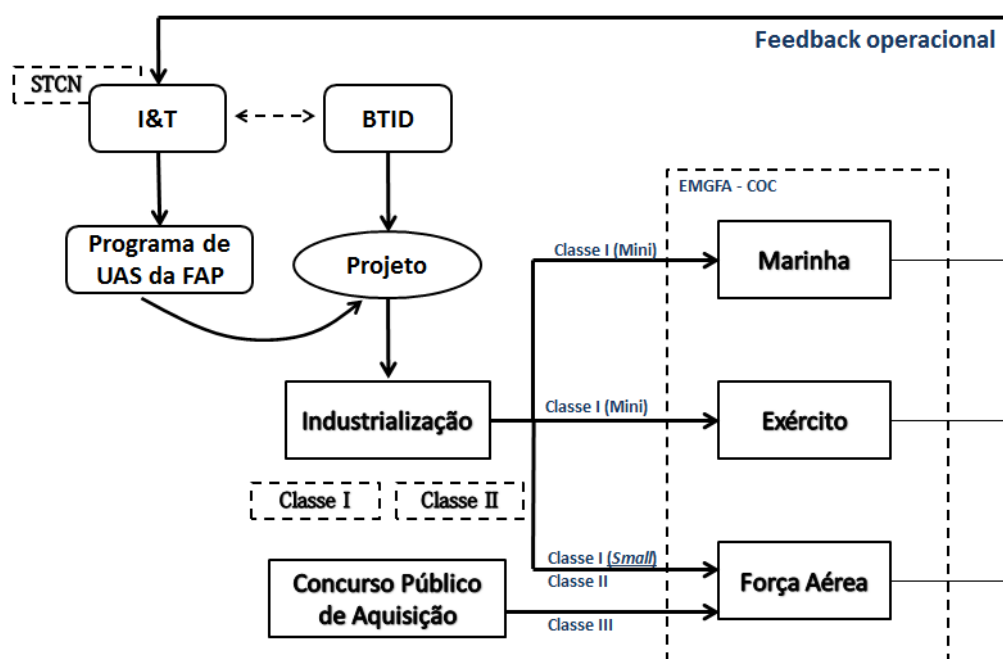 Feedback operacional
STCN
I&T
BTID
EMGFA - COC
Programa de
UAS da FAP
Projeto
Classe I (Mini)
Marinha
Industrialização
Classe I (Mini)
Exército
Classe I
Classe II
Classe I (Small)
Classe II
Força Aérea
Concurso Público
de Aquisição
Classe III